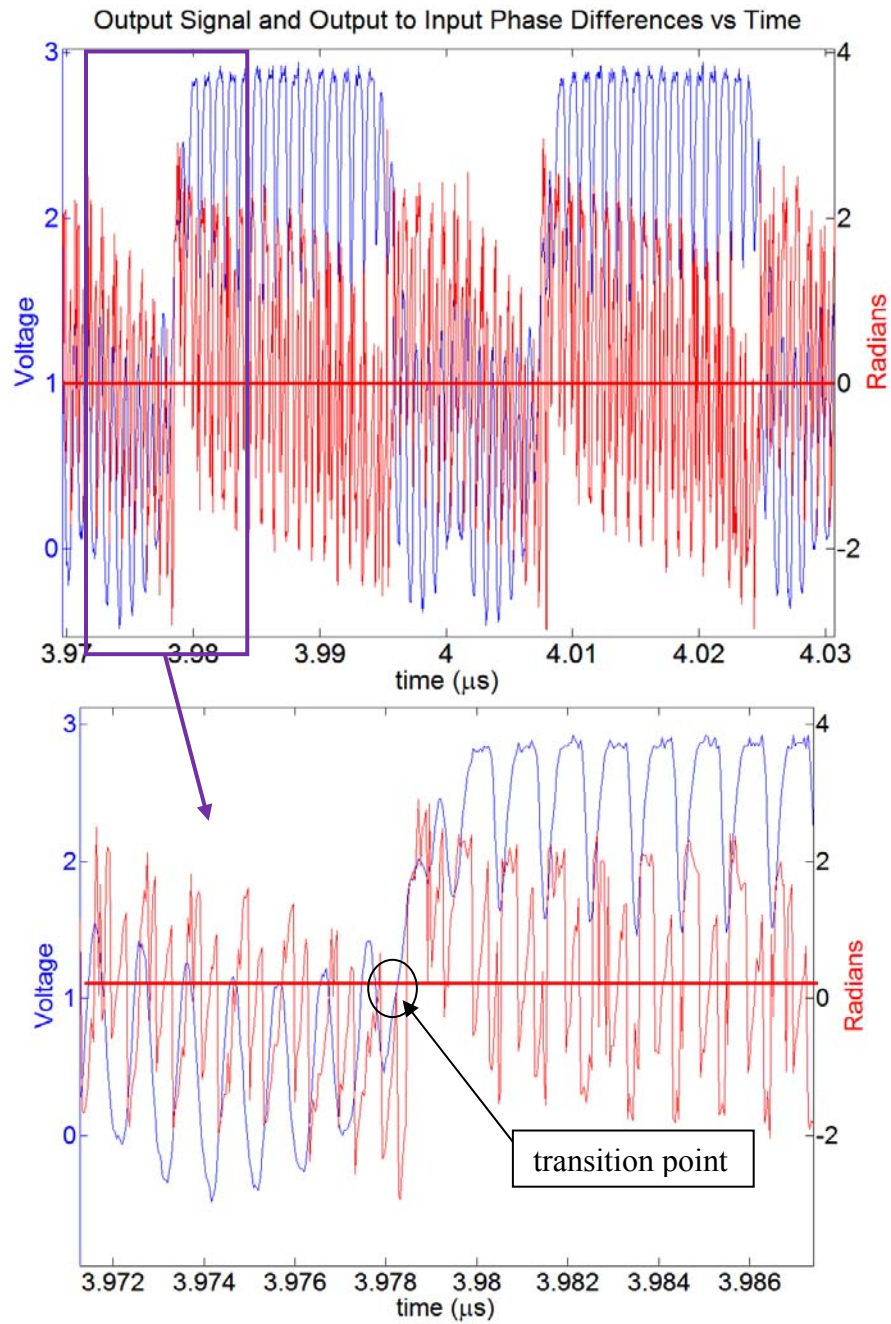 Output Signal and Output to Input Phase Differences vs Time
3
2
1
0
Voltage
4
2
0
-2
Radians
3.97 3.98 3.99 4 4.01 4.02 4.03
time (μs)
3
2
1
0
Voltage
4
2
0
-2
Radians
transition point
3.972 3.974 3.976 3.978 3.98 3.982 3.984 3.986
time (μs)